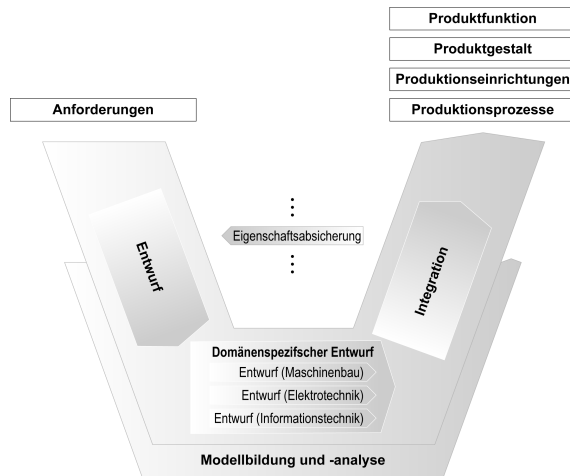 Produktfunktion
Produktgestalt
Produktionseinrichtungen
Anforderungen
Produktionsprozesse
Eigenschaftsabsicherung
Entwurf
Integration
Domänenspezifscher Entwurf
Entwurf (Maschinenbau)
Entwurf (Elektrotechnik)
Entwurf (Informationstechnik)
Modellbildung und -analyse